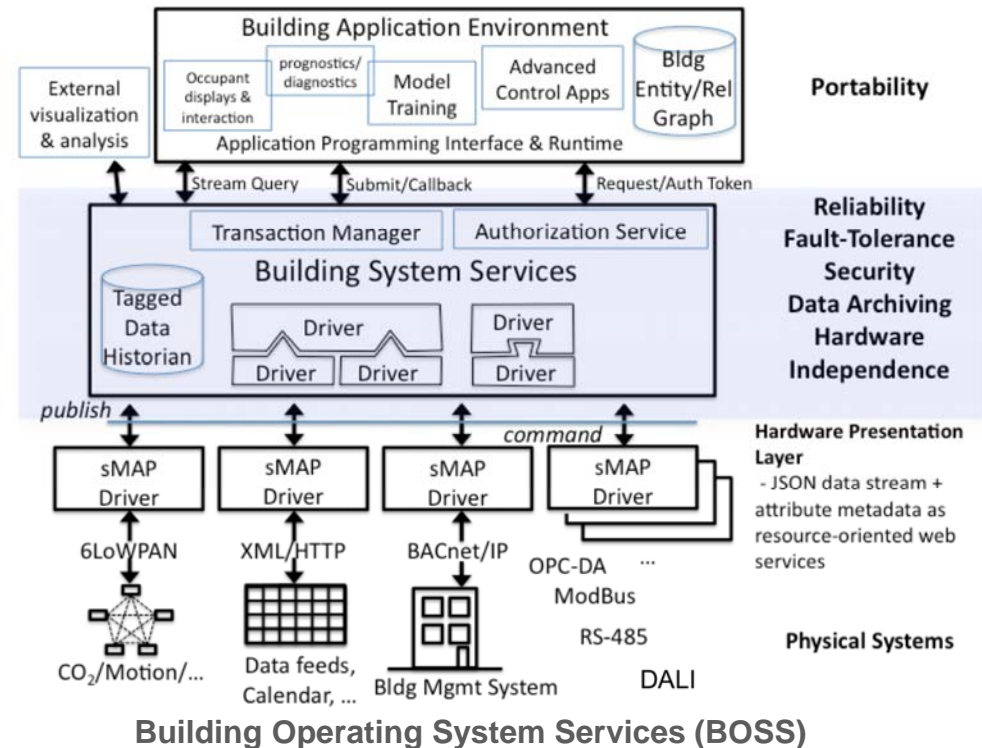 Building Application Environment
External
visualization
& analysis
Occupant
displays &
interaction
prognostics/
diagnostics
Model
Training
Advanced
Control Apps
Bldg
Entity/Rel
Graph
Application Programming Interface & Runtime
Portability
Stream Query
Submit/Callback
Request/Auth Token
Transaction Manager
Authorization Service
Building System Services
Tagged
Data
Historian
Driver
Driver
Driver
Driver
Driver
Reliability
Fault-Tolerance
Security
Data Archiving
Hardware
Independence
publish
command
sMAP
Driver
sMAP
Driver
sMAP
Driver
sMAP
Driver
Hardware Presentation
Layer
- JSON data stream +
attribute metadata as
resource-oriented web
services
6LoWPAN
XML/HTTP
BACnet/IP
OPC-DA
...
ModBus
RS-485
DALI
CO₂/Motion/...
Data feeds,
Calendar, ...
Bldg Mgmt System
Physical Systems
Building Operating System Services (BOSS)